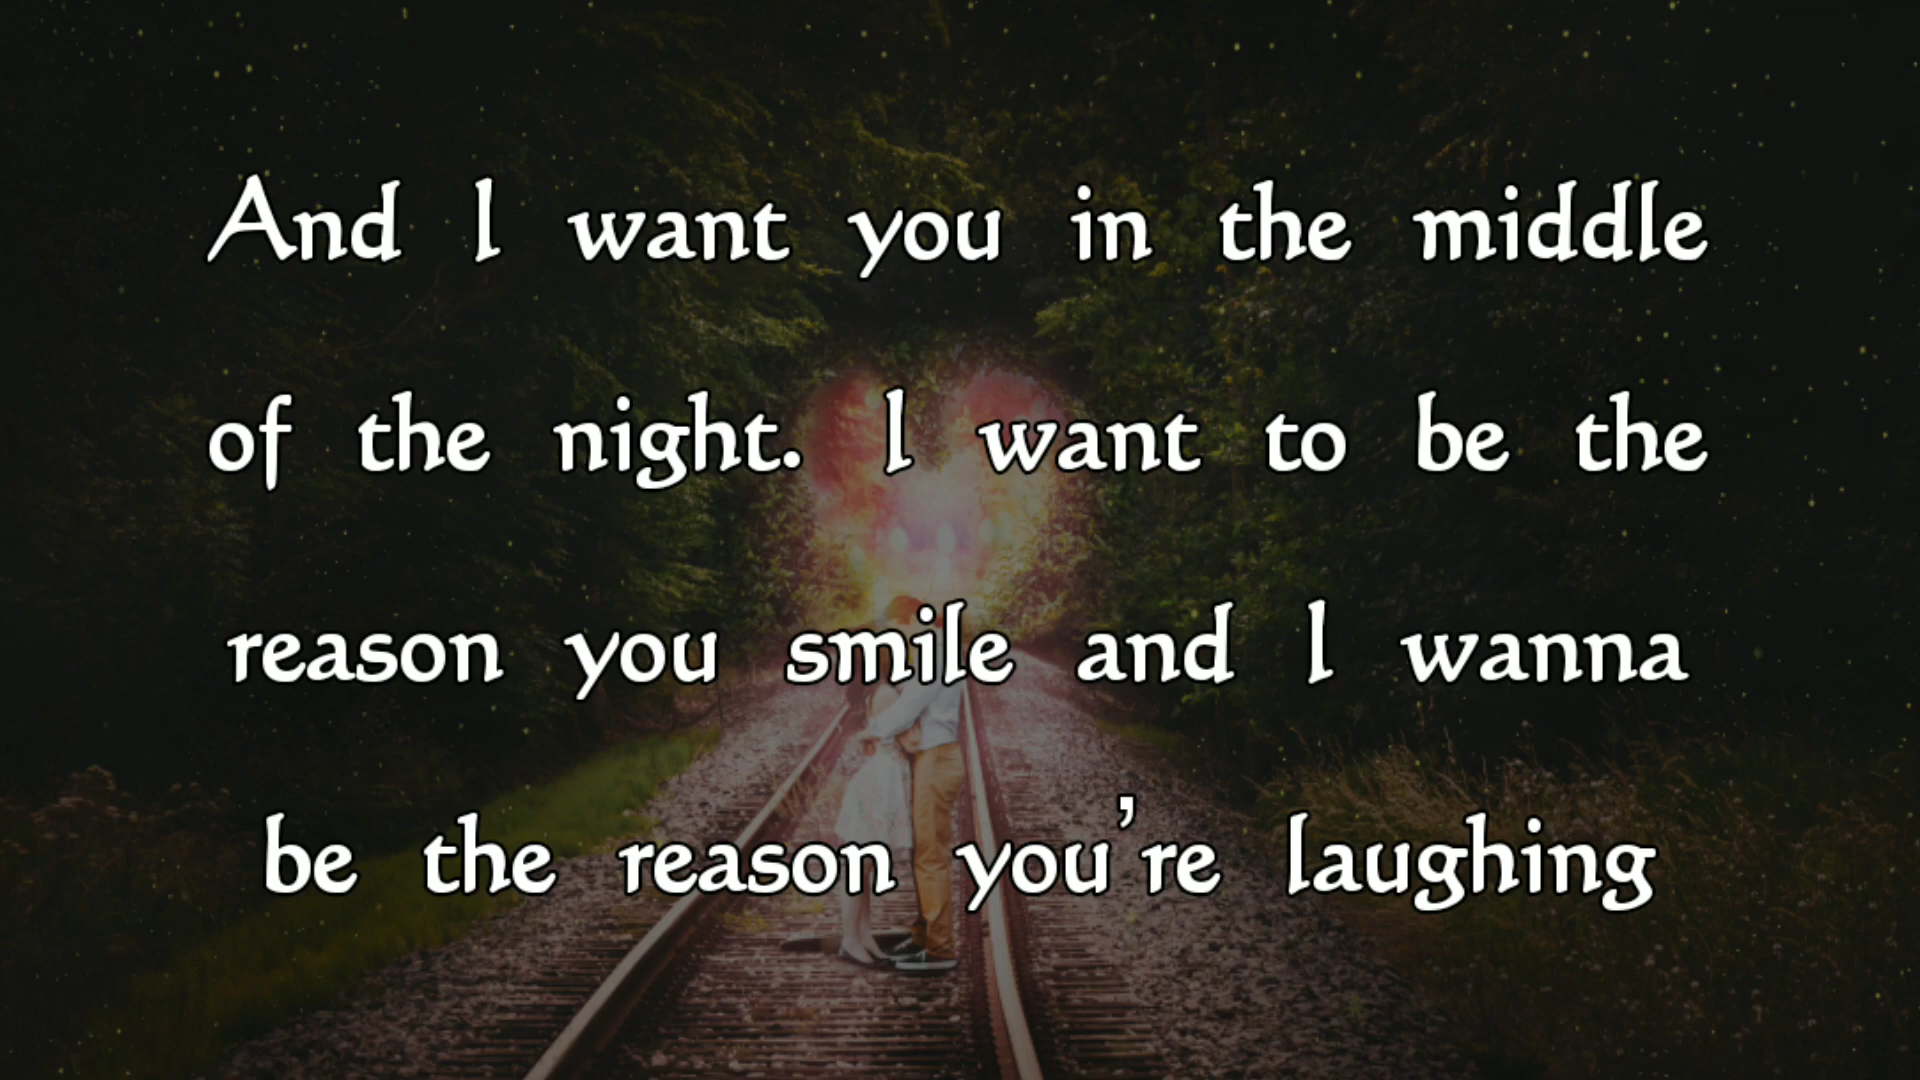 And I want you in the middle
of the night. I want to be the
reason you smile and I wanna
be the reason you're laughing